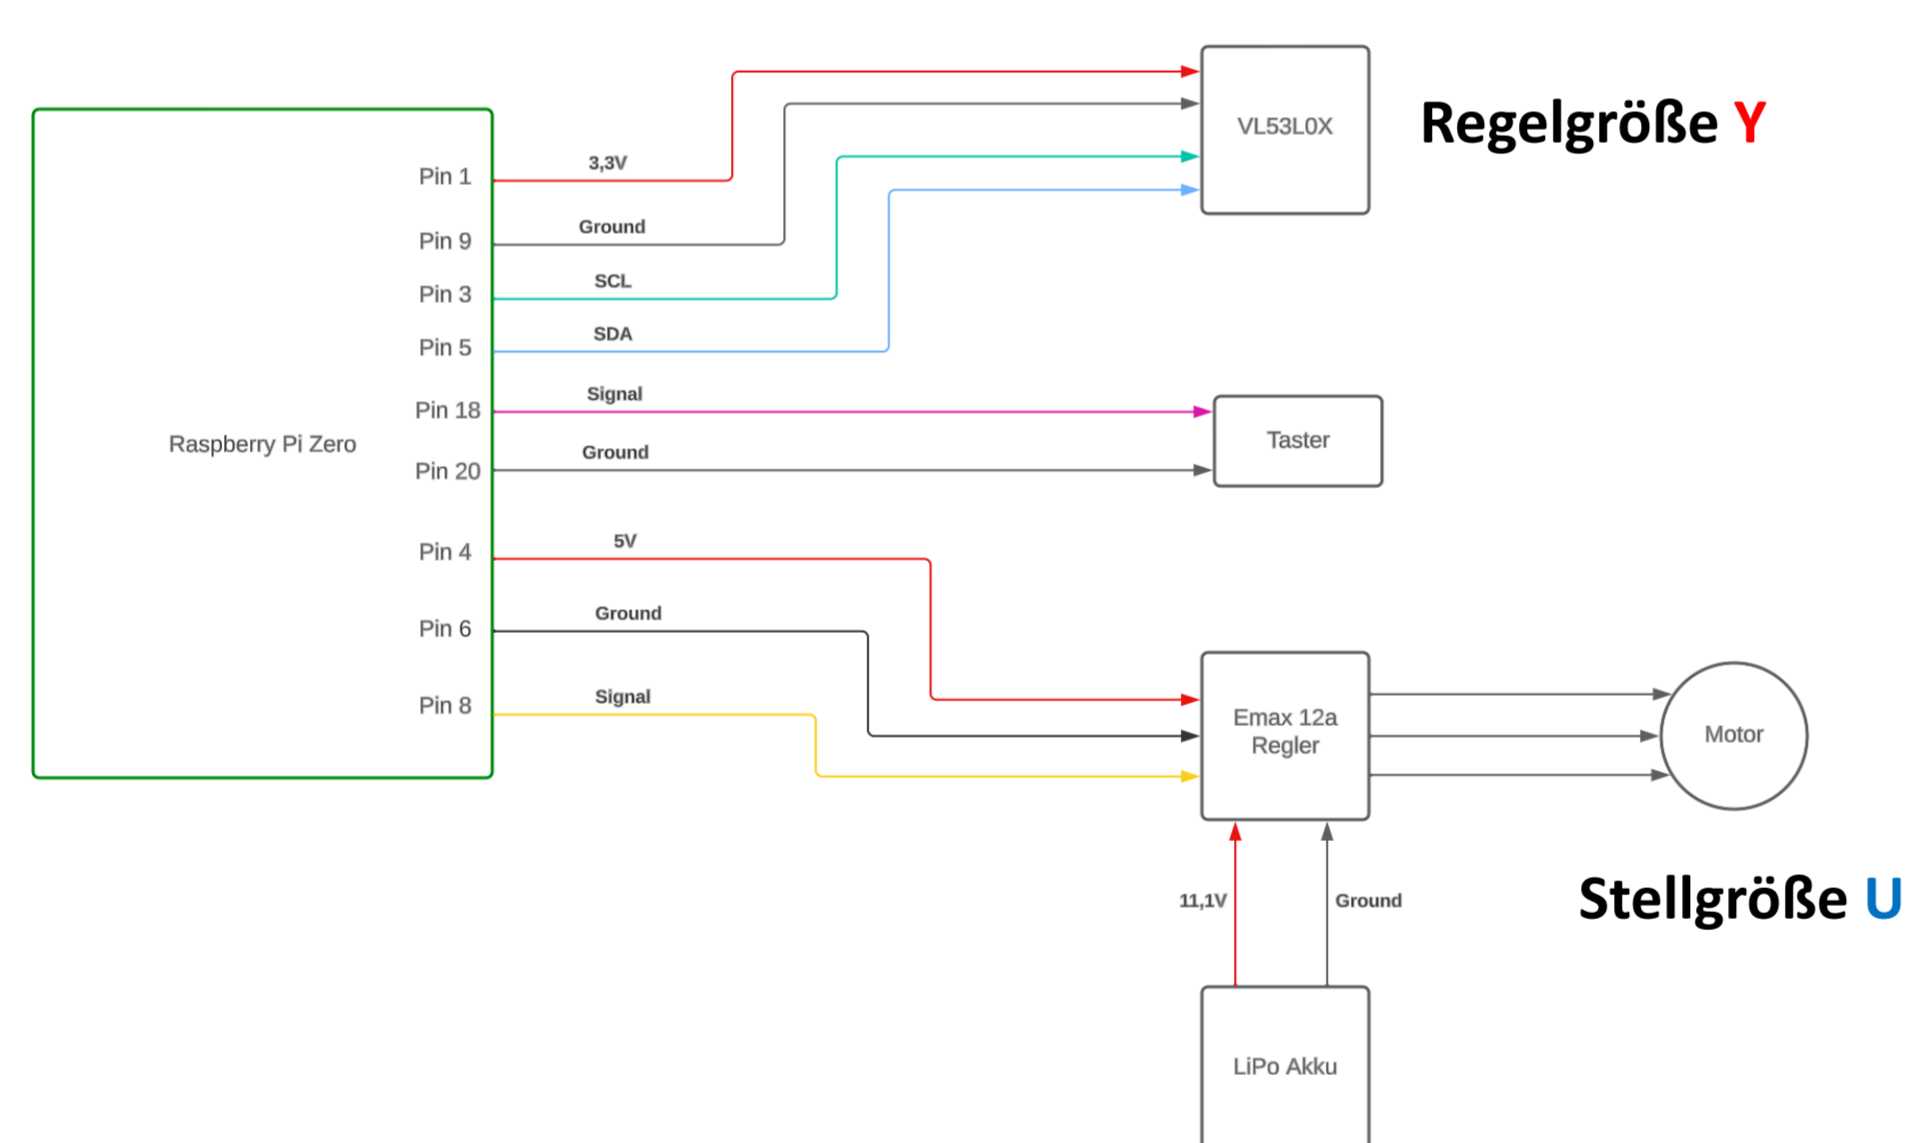 Raspberry Pi Zero
Pin 1
Pin 9
Pin 3
Pin 5
Pin 18
Pin 20
Pin 4
Pin 6
Pin 8
3,3V
Ground
SCL
SDA
Signal
Ground
5V
Ground
Signal
VL53L0X
Regelgröße Y
Taster
Emax 12a
Regler
Motor
Stellgröße U
11,1V
Ground
LiPo Akku